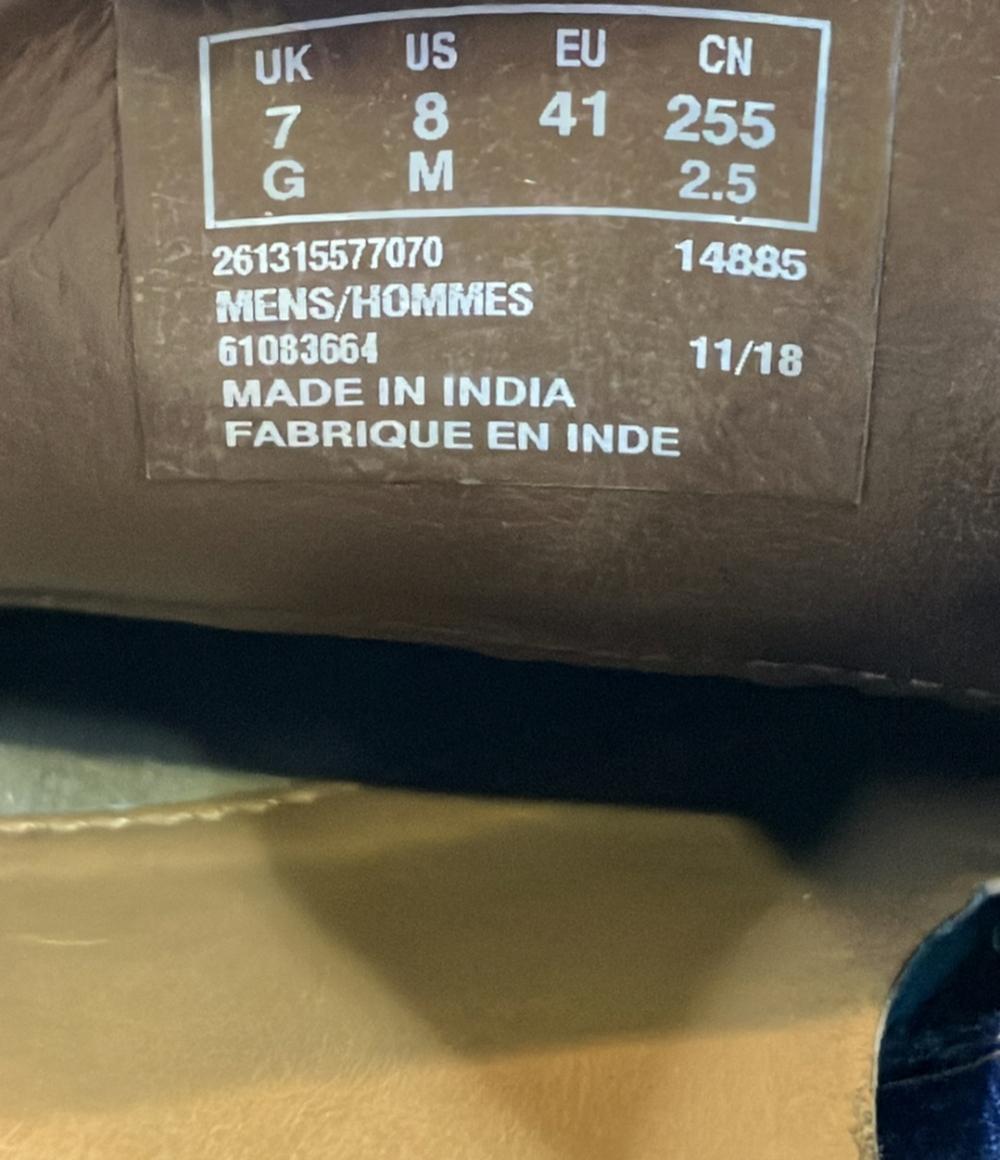 UK US EU CN
7 8 41 255
G M 2.5
261315577070 14885
MENS/HOMMES
61083664 11/18
MADE IN INDIA
FABRIQUE EN INDE